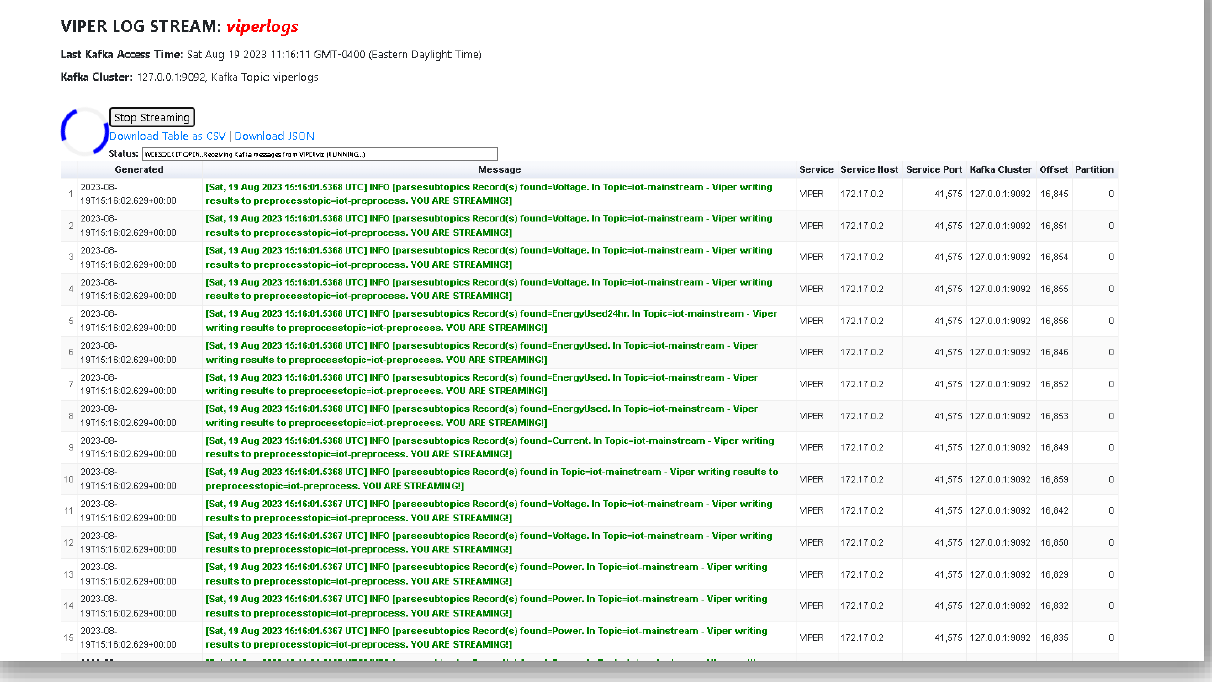 VIPER LOG STREAM: viperlogs
Last Kafka Access Time: Sat Aug 19 2023 11:16:11 GMT-0400 (Eastern Daylight Time)
Kafka Cluster: 127.0.0.1:9092, Kafka Topic: viperlogs
Stop Streaming
Download Table as CSV | Download JSON
Status: WEBSOCKET OPEN..Receiving Kafka messages from VIPERviz (RUNNING...)
Generated Message Service Service Host Service Port Kafka Cluster Offset Partition
1 2023-08-19T15:16:02.629+00:00 [Sat, 19 Aug 2023 15:16:01.5368 UTC] INFO [parsesubtopics Record(s) found=Voltage. In Topic=iot-mainstream - Viper writing VIPER 172.17.0.2 41,575 127.0.0.1:9092 16,845 0
results to preprocesstopic=iot-preprocess. YOU ARE STREAMING!]
2 2023-08-19T15:16:02.629+00:00 [Sat, 19 Aug 2023 15:16:01.5368 UTC] INFO [parsesubtopics Record(s) found=Voltage. In Topic=iot-mainstream - Viper writing VIPER 172.17.0.2 41,575 127.0.0.1:9092 16,851 0
results to preprocesstopic=iot-preprocess. YOU ARE STREAMING!]
3 2023-08-19T15:16:02.629+00:00 [Sat, 19 Aug 2023 15:16:01.5368 UTC] INFO [parsesubtopics Record(s) found=Voltage. In Topic=iot-mainstream - Viper writing VIPER 172.17.0.2 41,575 127.0.0.1:9092 16,854 0
results to preprocesstopic=iot-preprocess. YOU ARE STREAMING!]
4 2023-08-19T15:16:02.629+00:00 [Sat, 19 Aug 2023 15:16:01.5368 UTC] INFO [parsesubtopics Record(s) found=Voltage. In Topic=iot-mainstream - Viper writing VIPER 172.17.0.2 41,575 127.0.0.1:9092 16,855 0
results to preprocesstopic=iot-preprocess. YOU ARE STREAMING!]
5 2023-08-19T15:16:02.629+00:00 [Sat, 19 Aug 2023 15:16:01.5368 UTC] INFO [parsesubtopics Record(s) found=EnergyUsed24hr. In Topic=iot-mainstream - Viper VIPER 172.17.0.2 41,575 127.0.0.1:9092 16,856 0
writing results to preprocesstopic=iot-preprocess. YOU ARE STREAMING!]
6 2023-08-19T15:16:02.629+00:00 [Sat, 19 Aug 2023 15:16:01.5368 UTC] INFO [parsesubtopics Record(s) found=EnergyUsed. In Topic=iot-mainstream - Viper VIPER 172.17.0.2 41,575 127.0.0.1:9092 16,846 0
writing results to preprocesstopic=iot-preprocess. YOU ARE STREAMING!]
7 2023-08-19T15:16:02.629+00:00 [Sat, 19 Aug 2023 15:16:01.5368 UTC] INFO [parsesubtopics Record(s) found=EnergyUsed. In Topic=iot-mainstream - Viper VIPER 172.17.0.2 41,575 127.0.0.1:9092 16,852 0
writing results to preprocesstopic=iot-preprocess. YOU ARE STREAMING!]
8 2023-08-19T15:16:02.629+00:00 [Sat, 19 Aug 2023 15:16:01.5368 UTC] INFO [parsesubtopics Record(s) found=EnergyUsed. In Topic=iot-mainstream - Viper VIPER 172.17.0.2 41,575 127.0.0.1:9092 16,853 0
writing results to preprocesstopic=iot-preprocess. YOU ARE STREAMING!]
9 2023-08-19T15:16:02.629+00:00 [Sat, 19 Aug 2023 15:16:01.5368 UTC] INFO [parsesubtopics Record(s) found=Current. In Topic=iot-mainstream - Viper writing VIPER 172.17.0.2 41,575 127.0.0.1:9092 16,849 0
results to preprocesstopic=iot-preprocess. YOU ARE STREAMING!]
10 2023-08-19T15:16:02.629+00:00 [Sat, 19 Aug 2023 15:16:01.5368 UTC] INFO [parsesubtopics Record(s) found in Topic=iot-mainstream - Viper writing results to VIPER 172.17.0.2 41,575 127.0.0.1:9092 16,859 0
preprocesstopic=iot-preprocess. YOU ARE STREAMING!]
11 2023-08-19T15:16:02.629+00:00 [Sat, 19 Aug 2023 15:16:01.5367 UTC] INFO [parsesubtopics Record(s) found=Voltage. In Topic=iot-mainstream - Viper writing VIPER 172.17.0.2 41,575 127.0.0.1:9092 16,842 0
results to preprocesstopic=iot-preprocess. YOU ARE STREAMING!]
12 2023-08-19T15:16:02.629+00:00 [Sat, 19 Aug 2023 15:16:01.5367 UTC] INFO [parsesubtopics Record(s) found=Voltage. In Topic=iot-mainstream - Viper writing VIPER 172.17.0.2 41,575 127.0.0.1:9092 16,850 0
results to preprocesstopic=iot-preprocess. YOU ARE STREAMING!]
13 2023-08-19T15:16:02.629+00:00 [Sat, 19 Aug 2023 15:16:01.5367 UTC] INFO [parsesubtopics Record(s) found=Power. In Topic=iot-mainstream - Viper writing VIPER 172.17.0.2 41,575 127.0.0.1:9092 16,829 0
results to preprocesstopic=iot-preprocess. YOU ARE STREAMING!]
14 2023-08-19T15:16:02.629+00:00 [Sat, 19 Aug 2023 15:16:01.5367 UTC] INFO [parsesubtopics Record(s) found=Power. In Topic=iot-mainstream - Viper writing VIPER 172.17.0.2 41,575 127.0.0.1:9092 16,832 0
results to preprocesstopic=iot-preprocess. YOU ARE STREAMING!]
15 2023-08-19T15:16:02.629+00:00 [Sat, 19 Aug 2023 15:16:01.5367 UTC] INFO [parsesubtopics Record(s) found=Power. In Topic=iot-mainstream - Viper writing VIPER 172.17.0.2 41,575 127.0.0.1:9092 16,835 0
results to preprocesstopic=iot-preprocess. YOU ARE STREAMING!]